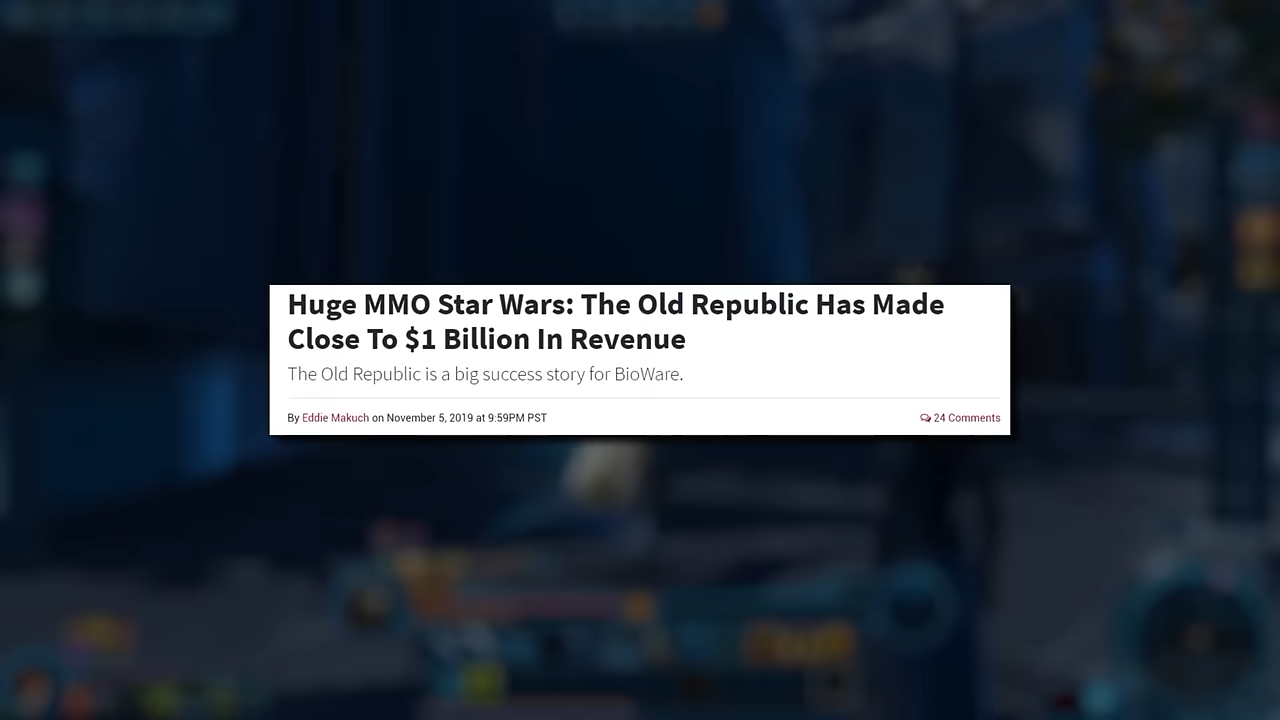 Huge MMO Star Wars: The Old Republic Has Made
Close To $1 Billion In Revenue
The Old Republic is a big success story for BioWare.
By Eddie Makuch on November 5, 2019 at 9:59PM PST
24 Comments